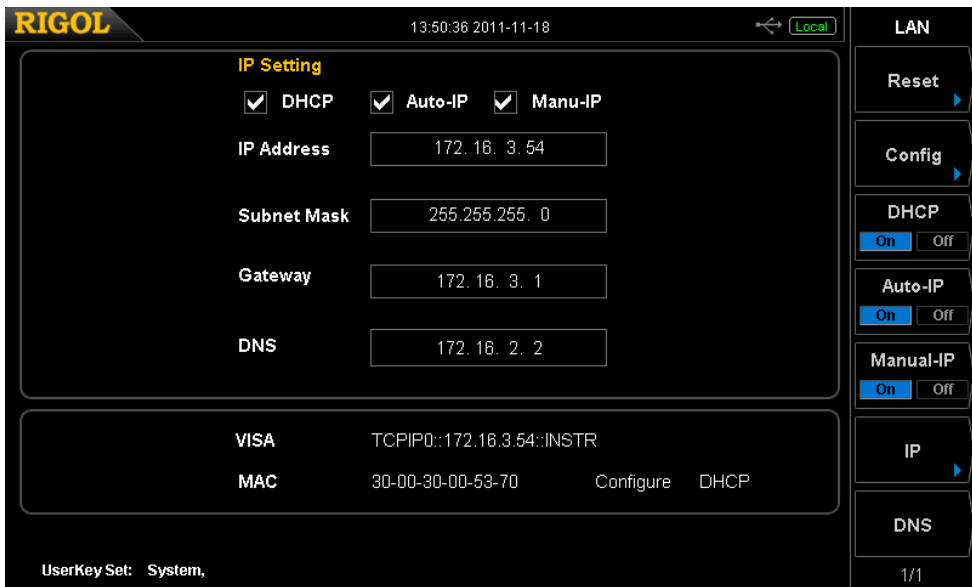 RIGOL 13:50:36 2011-11-18 Local LAN
IP Setting
DHCP Auto-IP Manu-IP
IP Address 172. 16. 3. 54
Subnet Mask 255.255.255. 0
Gateway 172. 16. 3. 1
DNS 172. 16. 2. 2
VISA TCPIP0::172.16.3.54::INSTR
MAC 30-00-30-00-53-70 Configure DHCP
UserKey Set: System,
Reset
Config
DHCP
On Off
Auto-IP
On Off
Manual-IP
On Off
IP
DNS
1/1